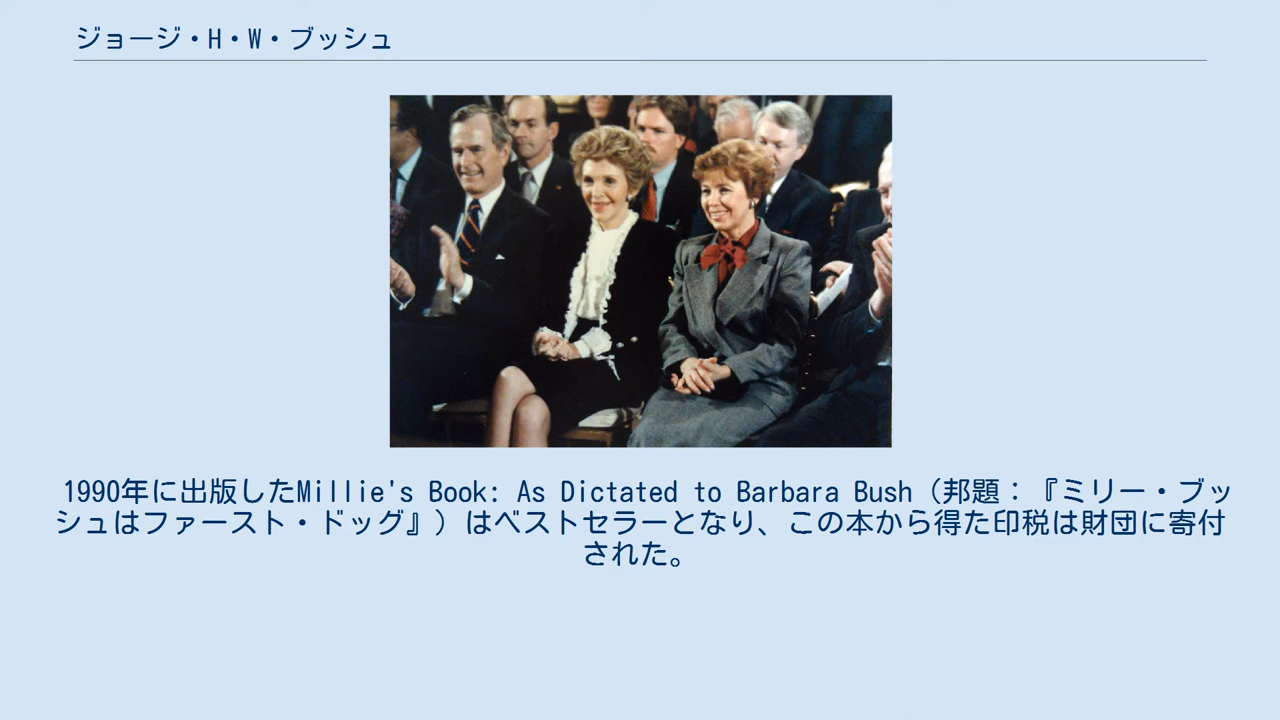 ジョージ・H・W・ブッシュ
1990年に出版したMillie's Book: As Dictated to Barbara Bush（邦題：『ミリー・ブッ
シュはファースト・ドッグ』）はベストセラーとなり、この本から得た印税は財団に寄付
された。